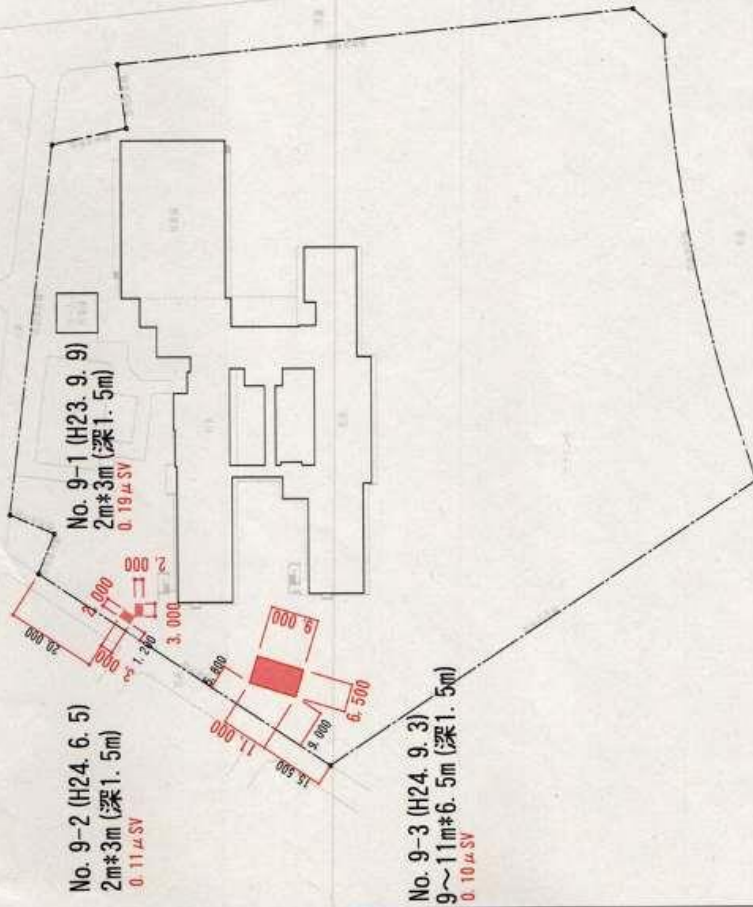 No. 9-1 (H23. 9. 9)
2m*3m (深1. 5m)
0. 19μSV
No. 9-2 (H24. 6. 5)
2m*3m (深1. 5m)
0. 11μSV
No. 9-3 (H24. 9. 3)
9〜11m*6. 5m (深1. 5m)
0. 10μSV
20. 000
2. 000
3. 000
1. 200
2. 000
3. 000
11. 000
9. 000
6. 500
9. 000
15. 500